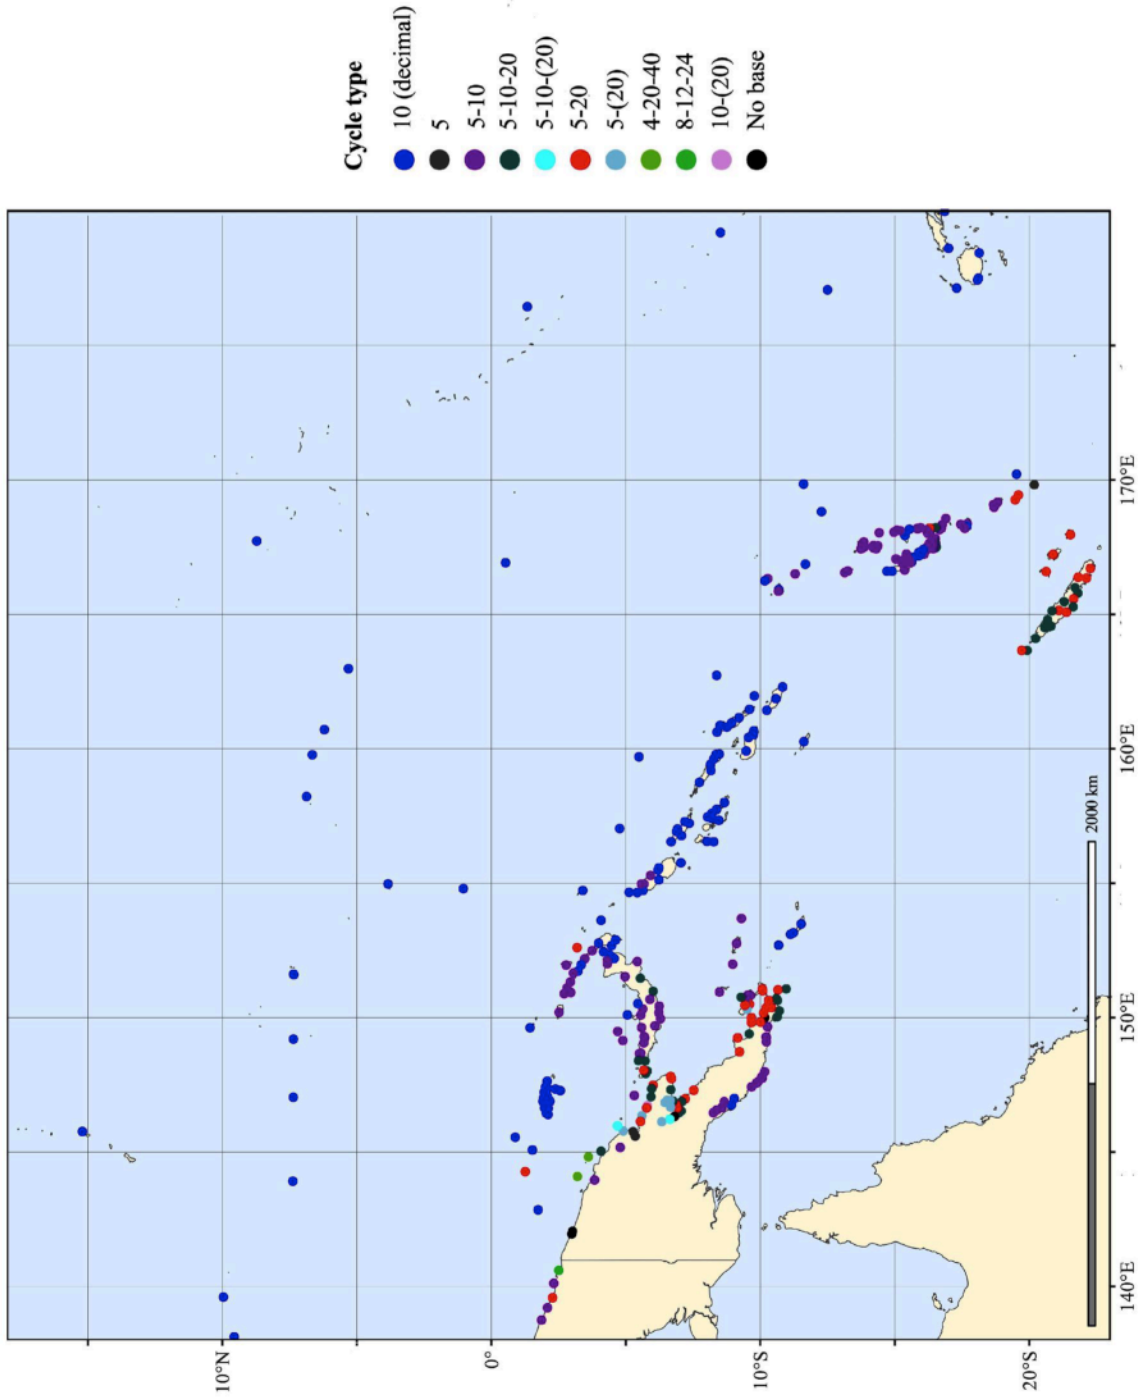 Cycle type
10 (decimal)
5
5-10
5-10-20
5-10-(20)
5-20
5-(20)
4-20-40
8-12-24
10-(20)
No base
10°N
0°
10°S
20°S
140°E
150°E
160°E
170°E
2000 km